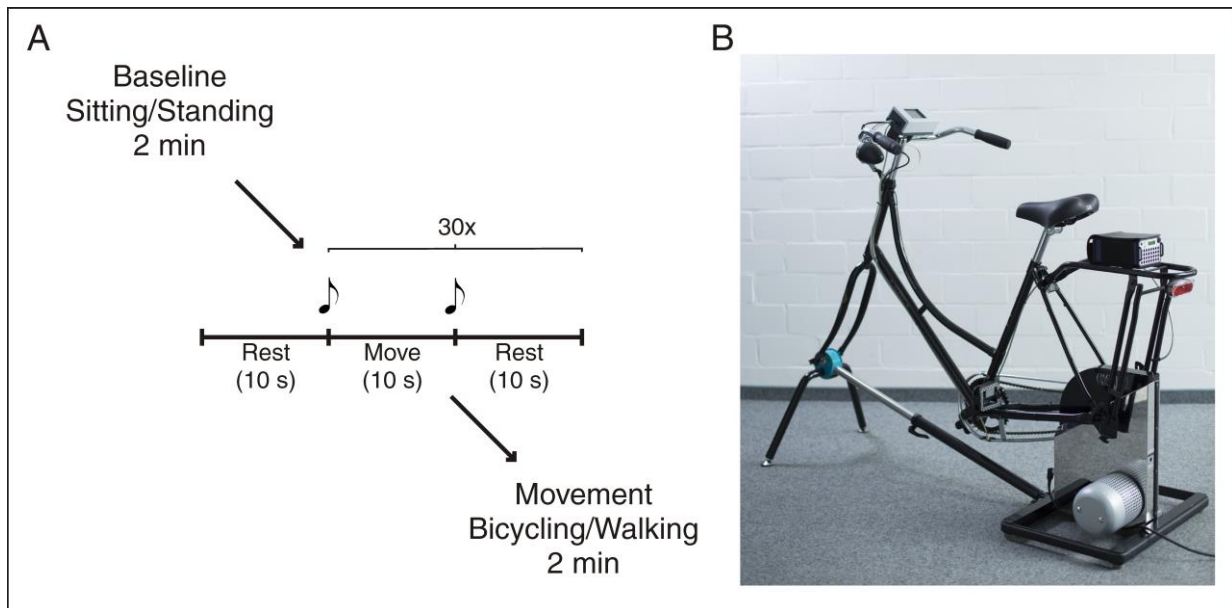 A
Baseline
Sitting/Standing
2 min
30x
Rest
(10 s)
Move
(10 s)
Rest
(10 s)
Movement
Bicycling/Walking
2 min
B